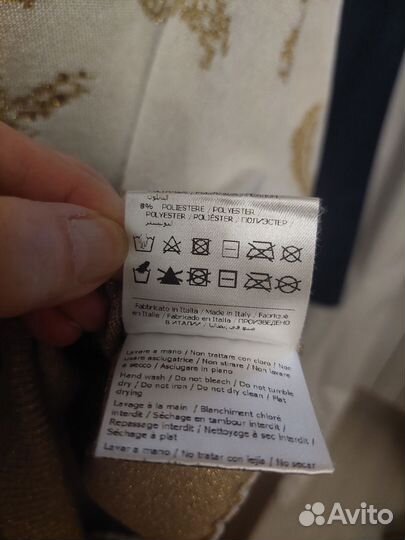 8% POLIESTERE / POLYESTER
POLYESTER / POLIÉSTER / ПОЛИЭСТЕР
Fabbricato in Italia / Made in Italy / Fabriqué
en Italie / Fabricado en Italia / ПРОИЗВЕДЕНО
В ИТАЛИИ /
Lavare a mano / Non trattare con cloro / Non
usare asciugatrice / Non stirare / Non lavare
a secco / Asciugare in piano
Hand wash / Do not bleach / Do not tumble
dry / Do not iron / Do not dry clean / Flat
drying
Lavage à la main / Blanchiment chloré
interdit / Séchage en tambour interdit /
Repassage interdit / Nettoyage à sec interdit /
Séchage à plat
Lavar a mano / No tratar con lejía / No secar
Avito